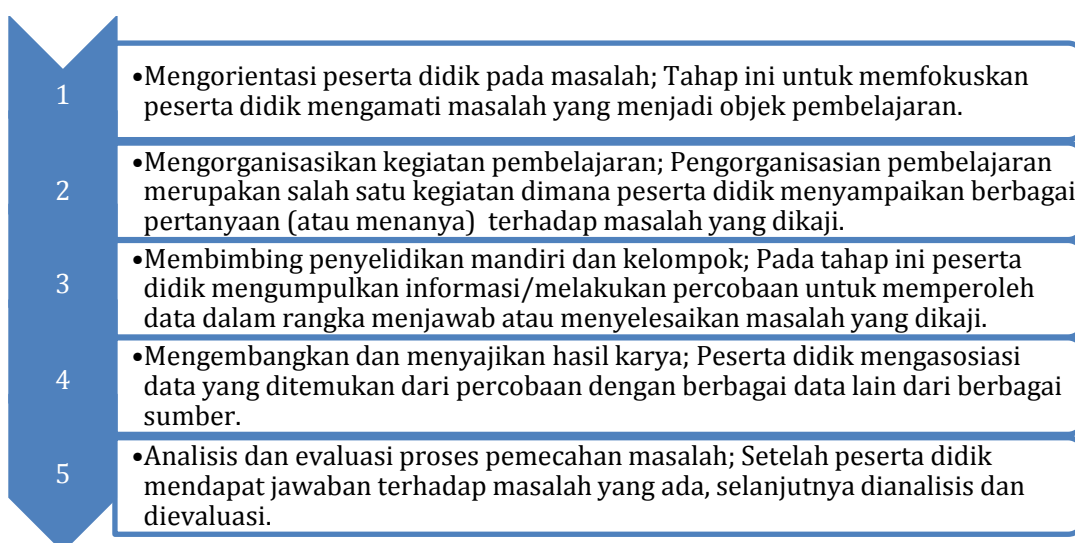 1
•Mengorientasi peserta didik pada masalah; Tahap ini untuk memfokuskan
peserta didik mengamati masalah yang menjadi objek pembelajaran.
2
•Mengorganisasikan kegiatan pembelajaran; Pengorganisasian pembelajaran
merupakan salah satu kegiatan dimana peserta didik menyampaikan berbagai
pertanyaan (atau menanya) terhadap masalah yang dikaji.
3
•Membimbing penyelidikan mandiri dan kelompok; Pada tahap ini peserta
didik mengumpulkan informasi/melakukan percobaan untuk memperoleh
data dalam rangka menjawab atau menyelesaikan masalah yang dikaji.
4
•Mengembangkan dan menyajikan hasil karya; Peserta didik mengasosiasi
data yang ditemukan dari percobaan dengan berbagai data lain dari berbagai
sumber.
5
•Analisis dan evaluasi proses pemecahan masalah; Setelah peserta didik
mendapat jawaban terhadap masalah yang ada, selanjutnya dianalisis dan
dievaluasi.